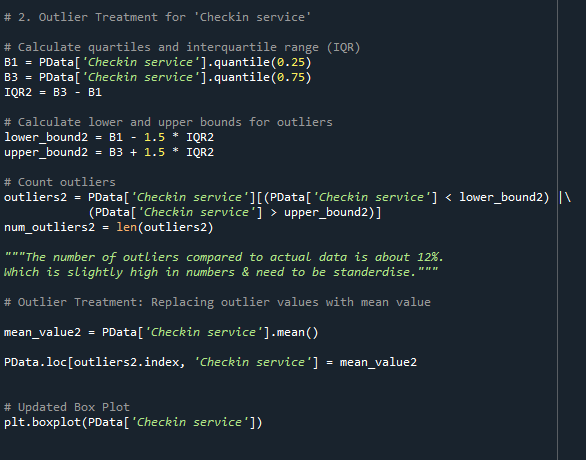 # 2. Outlier Treatment for 'Checkin service'
# Calculate quartiles and interquartile range (IQR)
B1 = PData['Checkin service'].quantile(0.25)
B3 = PData['Checkin service'].quantile(0.75)
IQR2 = B3 - B1
# Calculate lower and upper bounds for outliers
lower_bound2 = B1 - 1.5 * IQR2
upper_bound2 = B3 + 1.5 * IQR2
# Count outliers
outliers2 = PData['Checkin service'][(PData['Checkin service'] < lower_bound2) |\
(PData['Checkin service'] > upper_bound2)]
num_outliers2 = len(outliers2)
"""The number of outliers compared to actual data is about 12%.
Which is slightly high in numbers & need to be standerdise."""
# Outlier Treatment: Replacing outlier values with mean value
mean_value2 = PData['Checkin service'].mean()
PData.loc[outliers2.index, 'Checkin service'] = mean_value2
# Updated Box Plot
plt.boxplot(PData['Checkin service'])